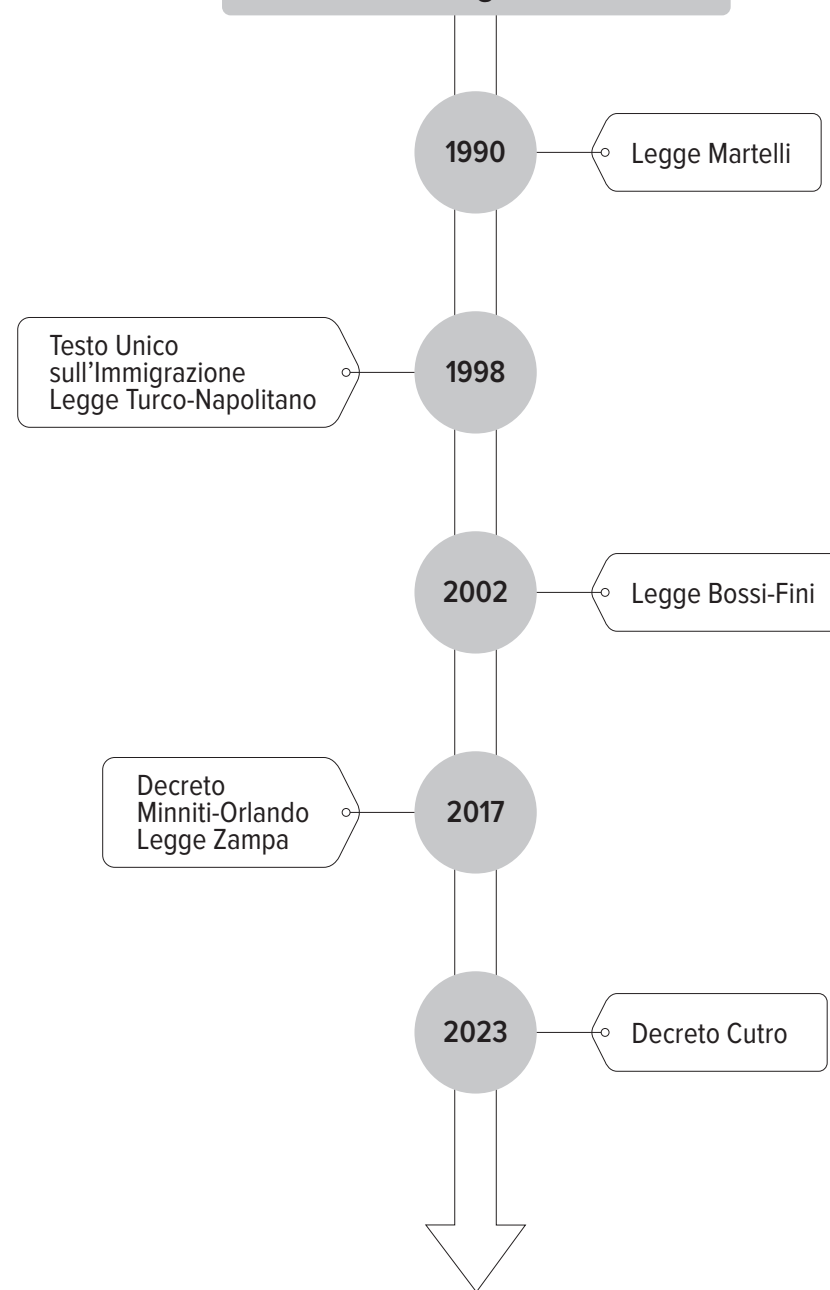 1990
Legge Martelli
Testo Unico
sull’Immigrazione
Legge Turco-Napolitano
1998
2002
Legge Bossi-Fini
Decreto
Minniti-Orlando
Legge Zampa
2017
2023
Decreto Cutro